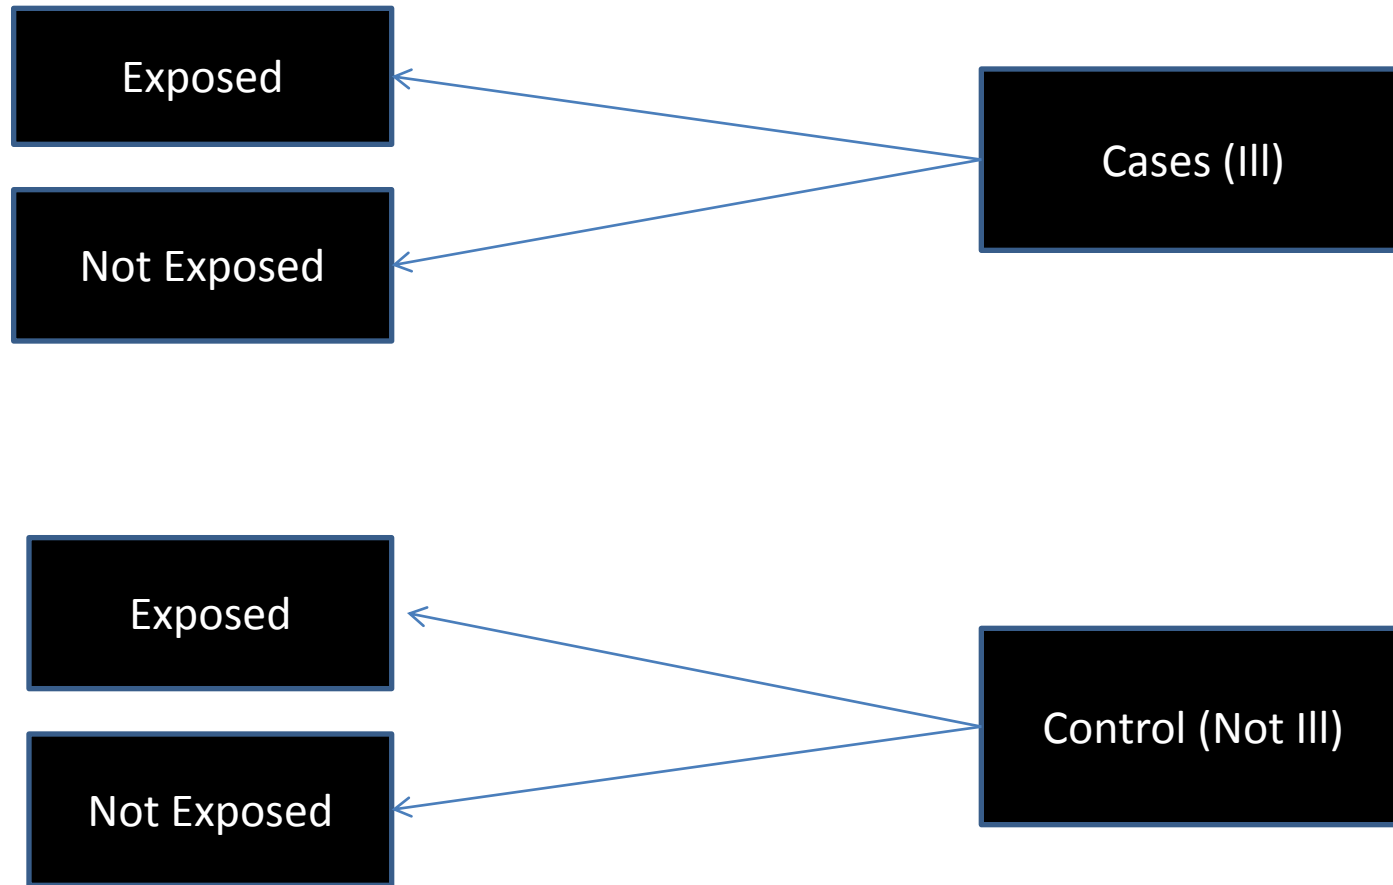 Exposed
Cases (Ill)
Not Exposed
Exposed
Control (Not Ill)
Not Exposed